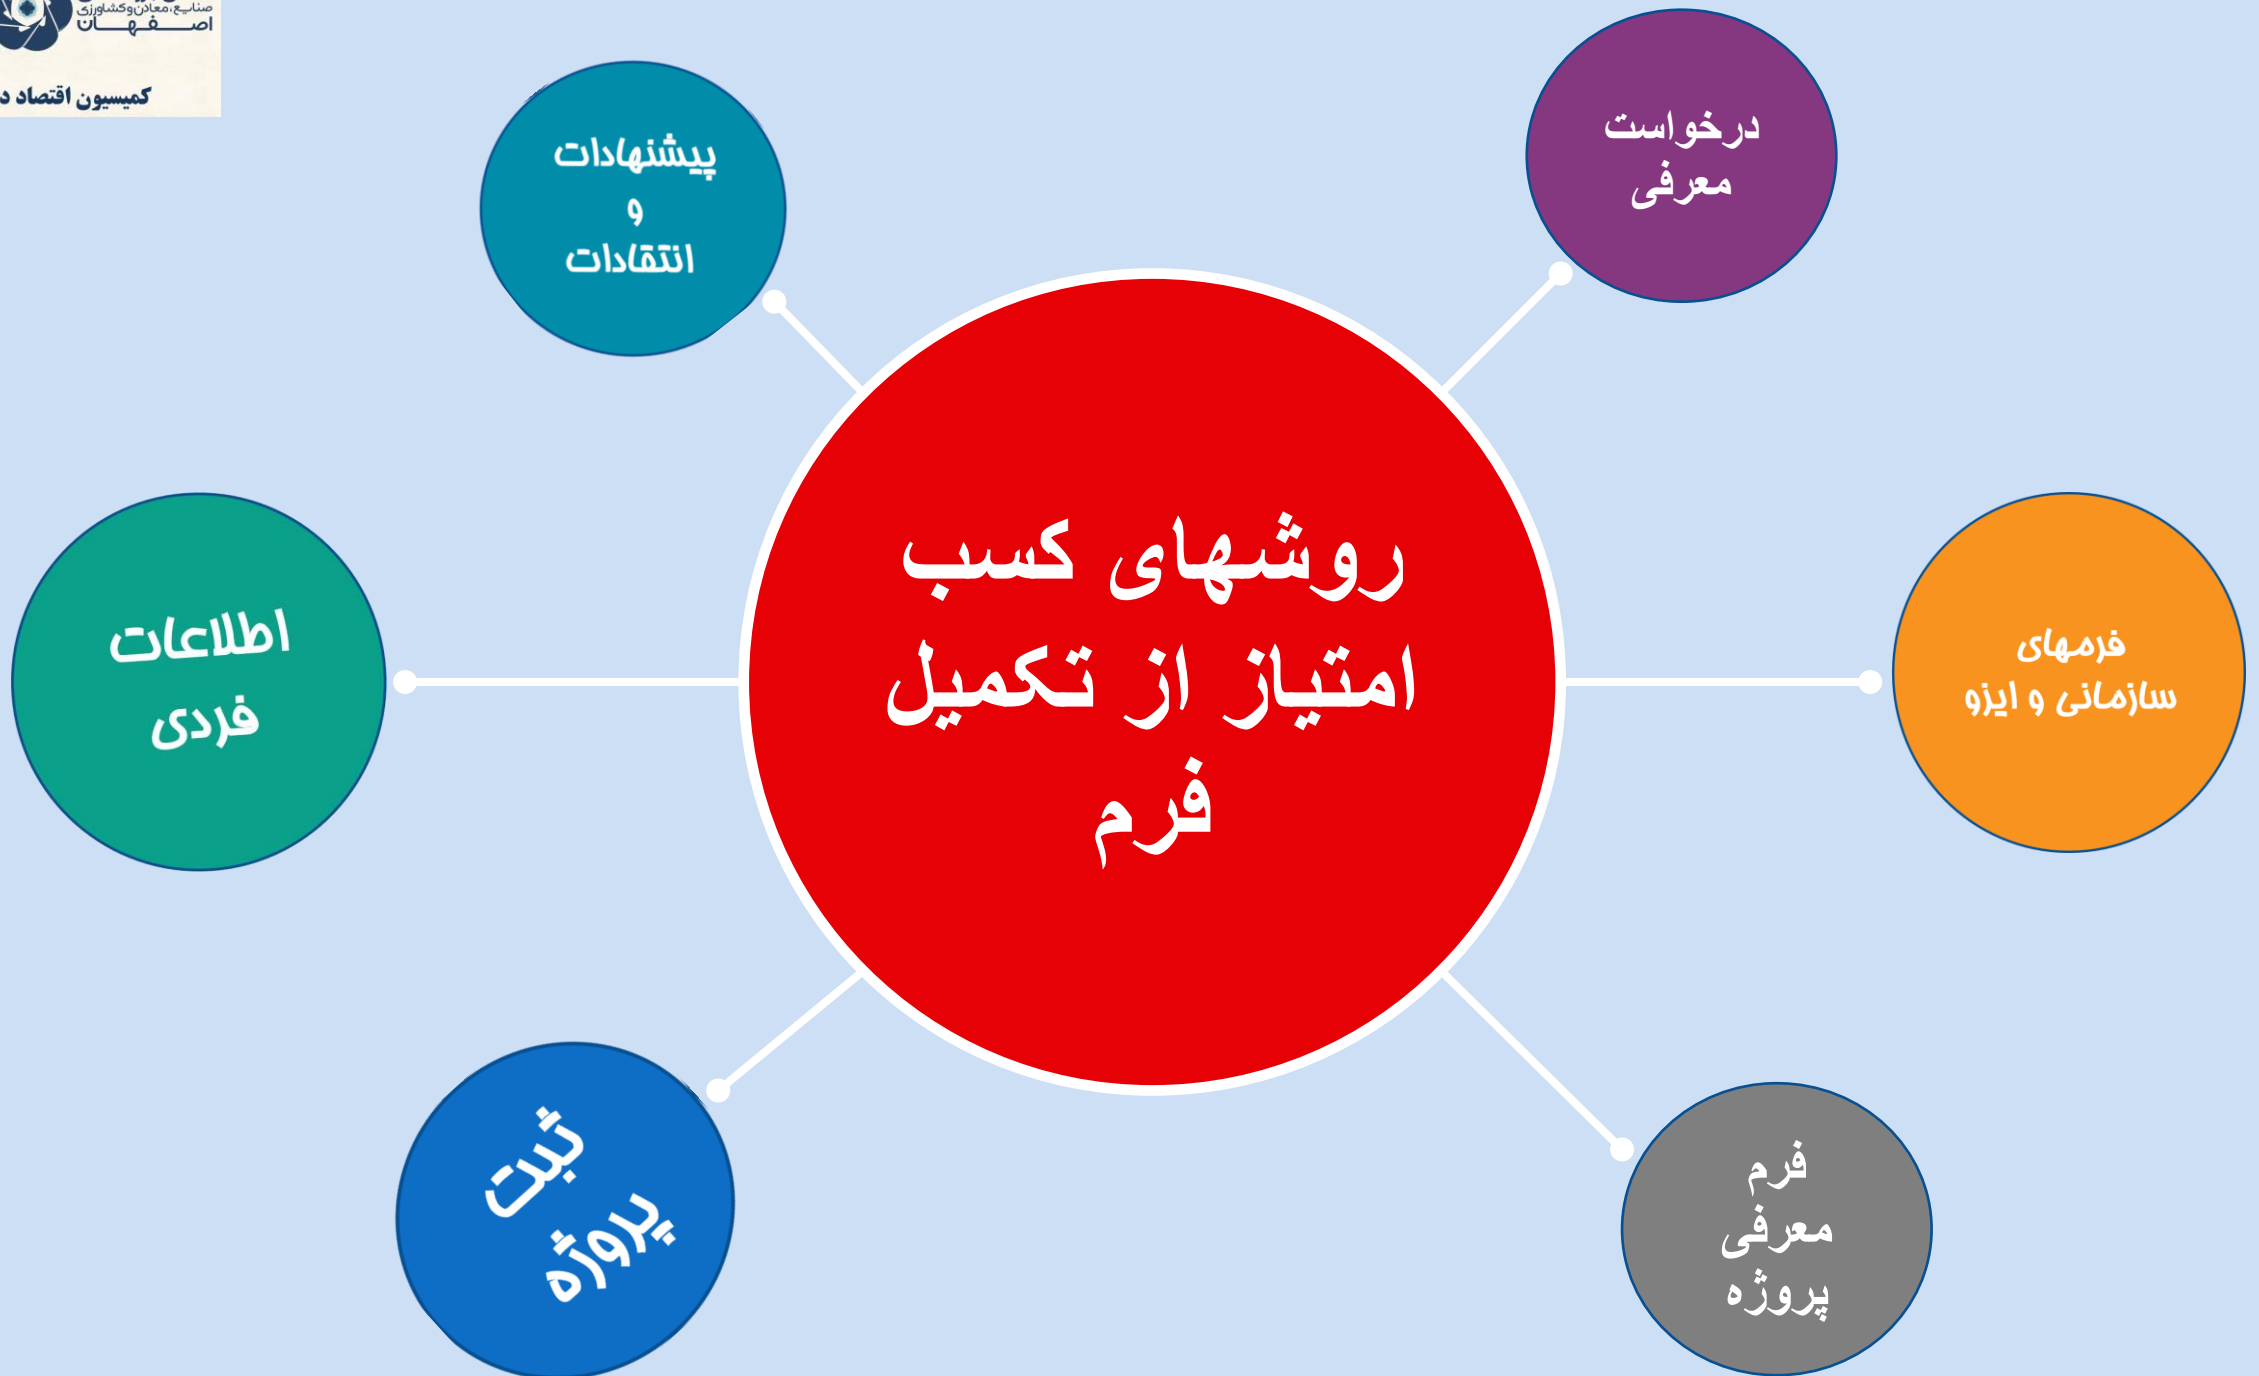 صنایع، معادن و کشاورزی
اصفهان
کمیسیون اقتصاد
درخواست
معرفی
پیشنهادات
و
انتقادات
روشهای کسب
امتیاز از تکمیل
فرم
فرمهای
سازمانی و ایزو
اطلاعات
فردی
فرم
معرفی
پروژه
ثبت
پروژه